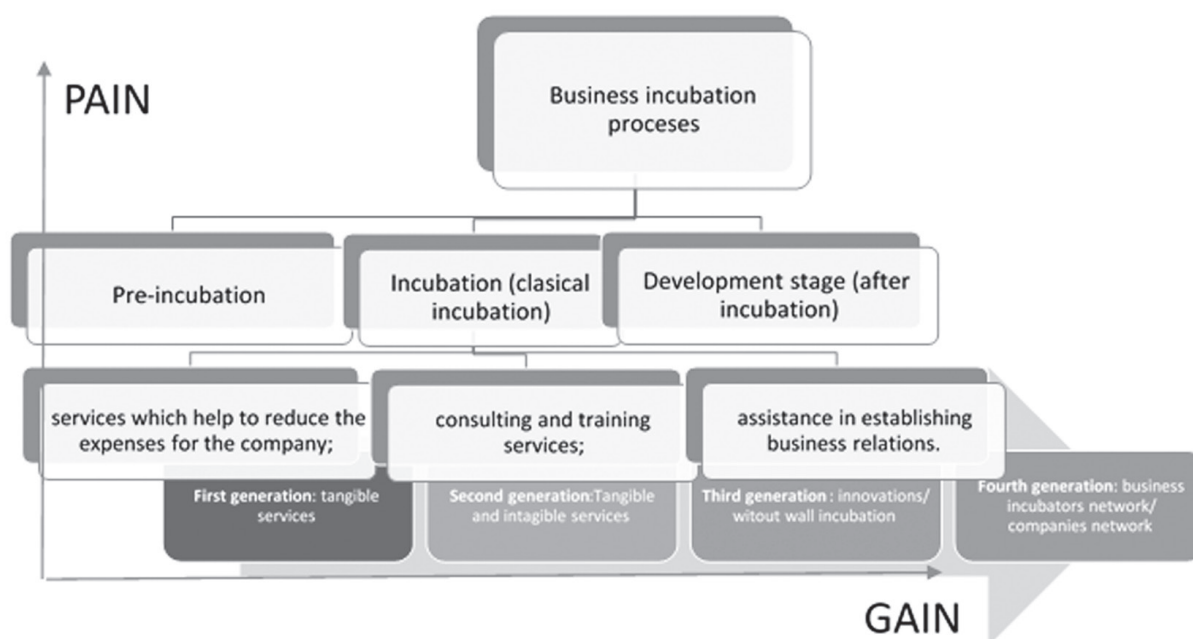 PAIN
Business incubation
proceses
Pre-incubation
Incubation (clasical
incubation)
Development stage (after
incubation)
services which help to reduce the
expenses for the company;
consulting and training
services;
assistance in establishing
business relations.
First generation: tangible
services
Second generation:Tangible
and intagible services
Third generation : innovations/
witout wall incubation
Fourth generation: business
incubators network/
companies network
GAIN